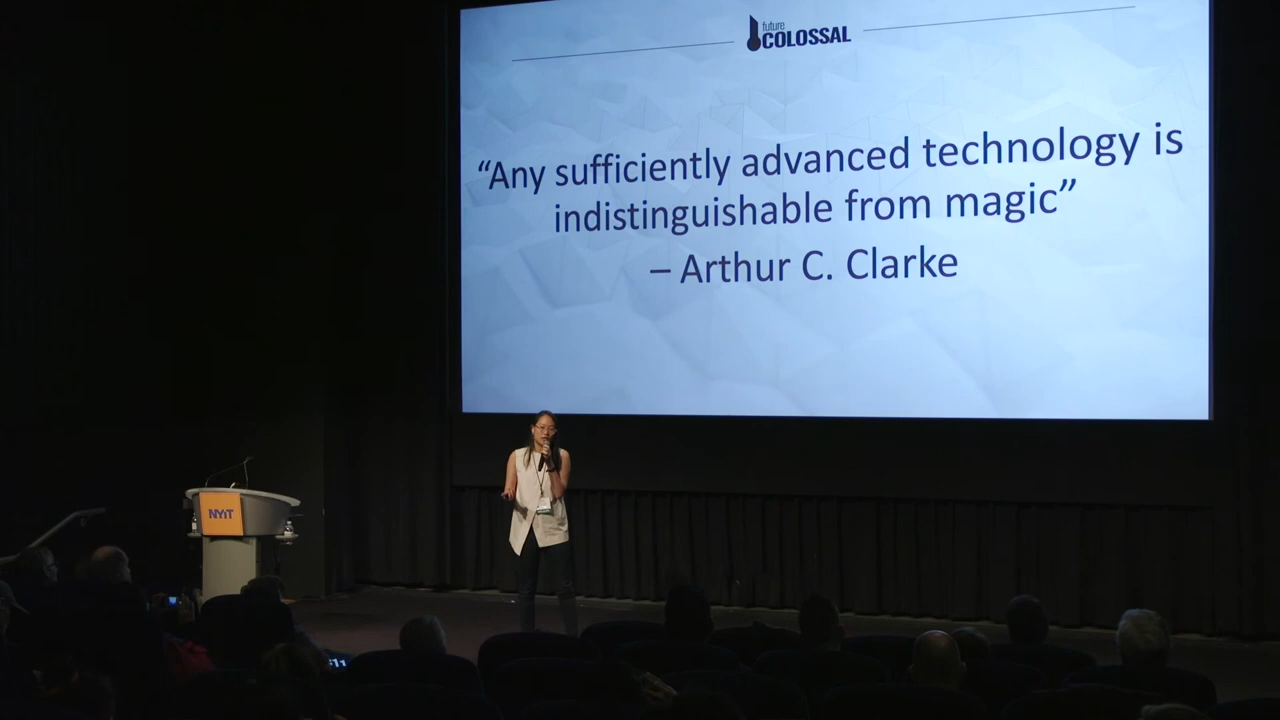 future
COLOSSAL
“Any sufficiently advanced technology is
indistinguishable from magic”
– Arthur C. Clarke
NYiT